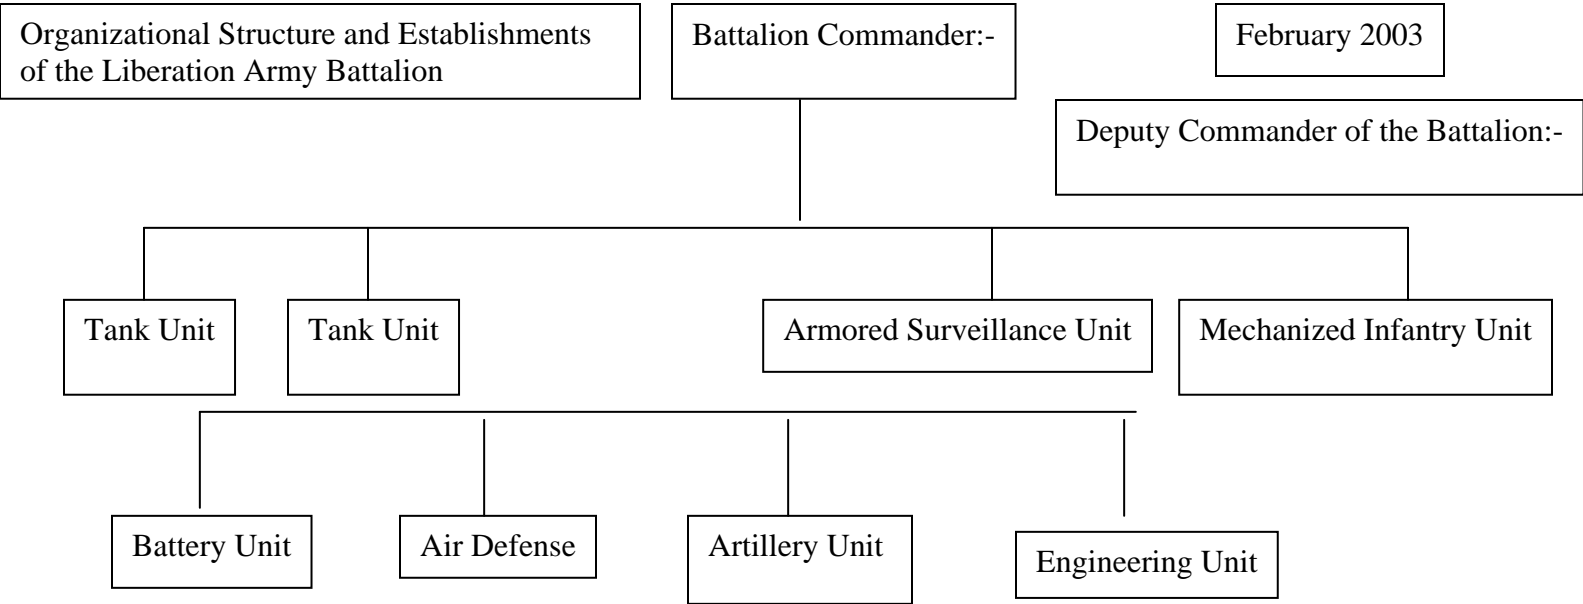 Organizational Structure and Establishments
of the Liberation Army Battalion
Battalion Commander:-
February 2003
Deputy Commander of the Battalion:-
Tank Unit
Tank Unit
Armored Surveillance Unit
Mechanized Infantry Unit
Battery Unit
Air Defense
Artillery Unit
Engineering Unit